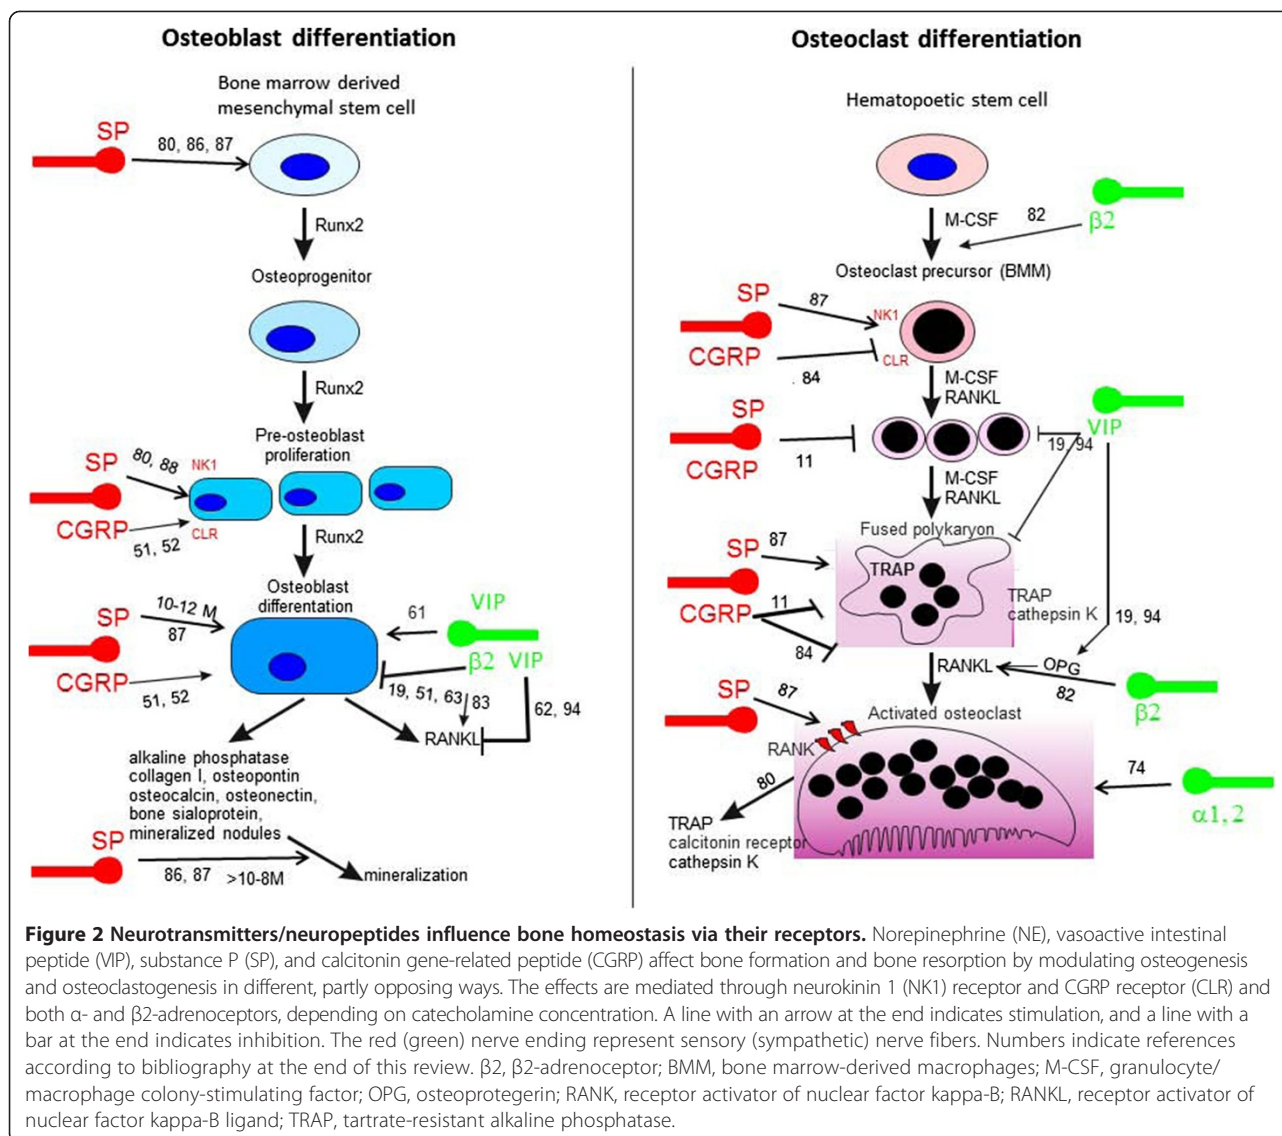 Osteoblast differentiation
Bone marrow derived
mesenchymal stem cell
SP
80, 86, 87
Runx2
Osteoprogenitor
Runx2
Pre-osteoblast
proliferation
SP
80, 88
NK1
CGRP
CLR
51, 52
Runx2
Osteoblast
differentation
SP
10-12 M
87
CGRP
51, 52
61
VIP
β2
VIP
19, 51, 63
83
62, 94
RANKL
alkaline phosphatase
collagen I, osteopontin
osteocalcin, osteonectin,
bone sialoprotein,
mineralized nodules
SP
86, 87
>10-8M
mineralization
Osteoclast differentiation
Hematopoetic stem cell
M-CSF
82
β2
Osteoclast precursor (BMM)
SP
87
NK1
CGRP
CLR
. 84
M-CSF
RANKL
SP
CGRP
11
VIP
19, 94
M-CSF
RANKL
Fused polykaryon
SP
87
TRAP
CGRP
11
84
TRAP
cathepsin K
19, 94
RANKL
OPG
82
β2
SP
87
Activated osteoclast
RANK
80
74
α1,2
TRAP
calcitonin receptor
cathepsin K
Figure 2 Neurotransmitters/neuropeptides influence bone homeostasis via their receptors. Norepinephrine (NE), vasoactive intestinal
peptide (VIP), substance P (SP), and calcitonin gene-related peptide (CGRP) affect bone formation and bone resorption by modulating osteogenesis
and osteoclastogenesis in different, partly opposing ways. The effects are mediated through neurokinin 1 (NK1) receptor and CGRP receptor (CLR) and
both α- and β2-adrenoceptors, depending on catecholamine concentration. A line with an arrow at the end indicates stimulation, and a line with a
bar at the end indicates inhibition. The red (green) nerve ending represent sensory (sympathetic) nerve fibers. Numbers indicate references
according to bibliography at the end of this review. β2, β2-adrenoceptor; BMM, bone marrow-derived macrophages; M-CSF, granulocyte/
macrophage colony-stimulating factor; OPG, osteoprotegerin; RANK, receptor activator of nuclear factor kappa-B; RANKL, receptor activator of
nuclear factor kappa-B ligand; TRAP, tartrate-resistant alkaline phosphatase.